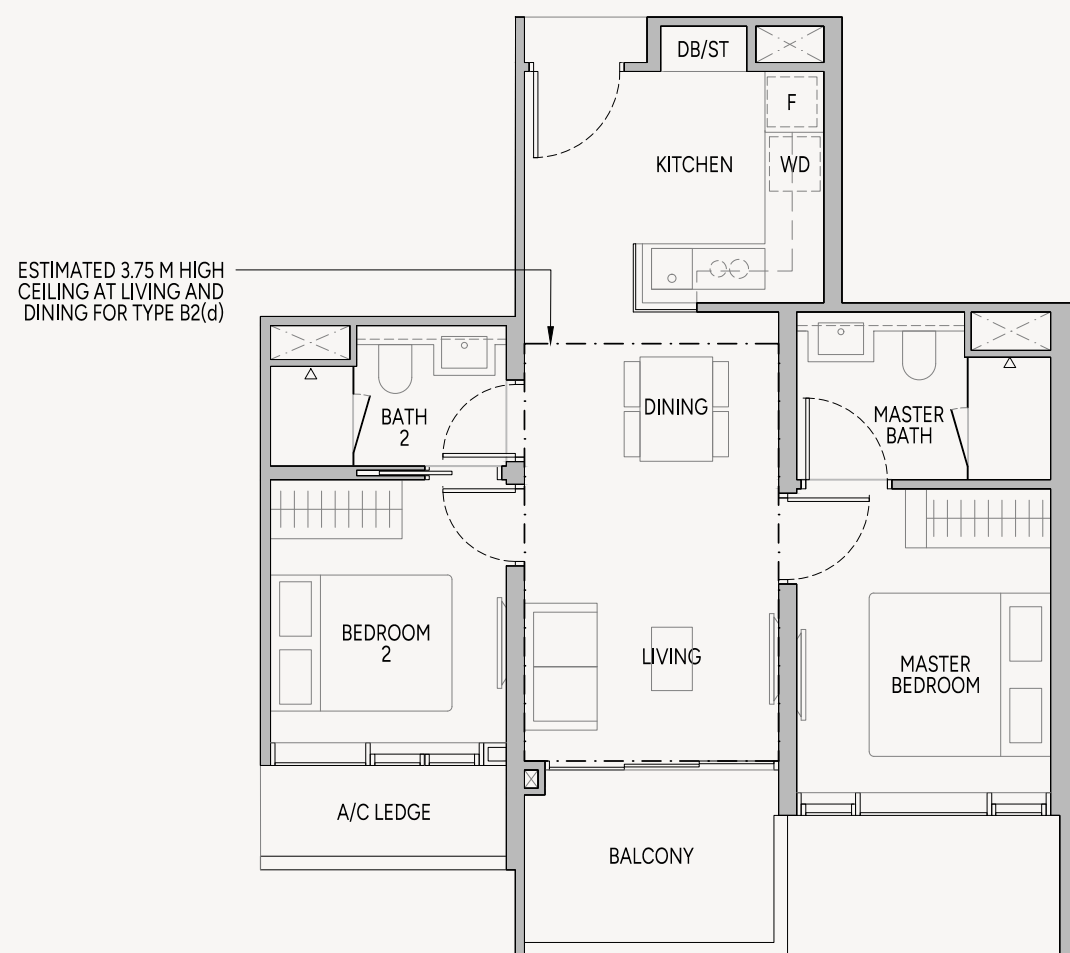 DB/ST
F
KITCHEN
WD
ESTIMATED 3.75 M HIGH
CEILING AT LIVING AND
DINING FOR TYPE B2(d)
DINING
BATH
2
MASTER
BATH
BEDROOM
2
LIVING
MASTER
BEDROOM
A/C LEDGE
BALCONY